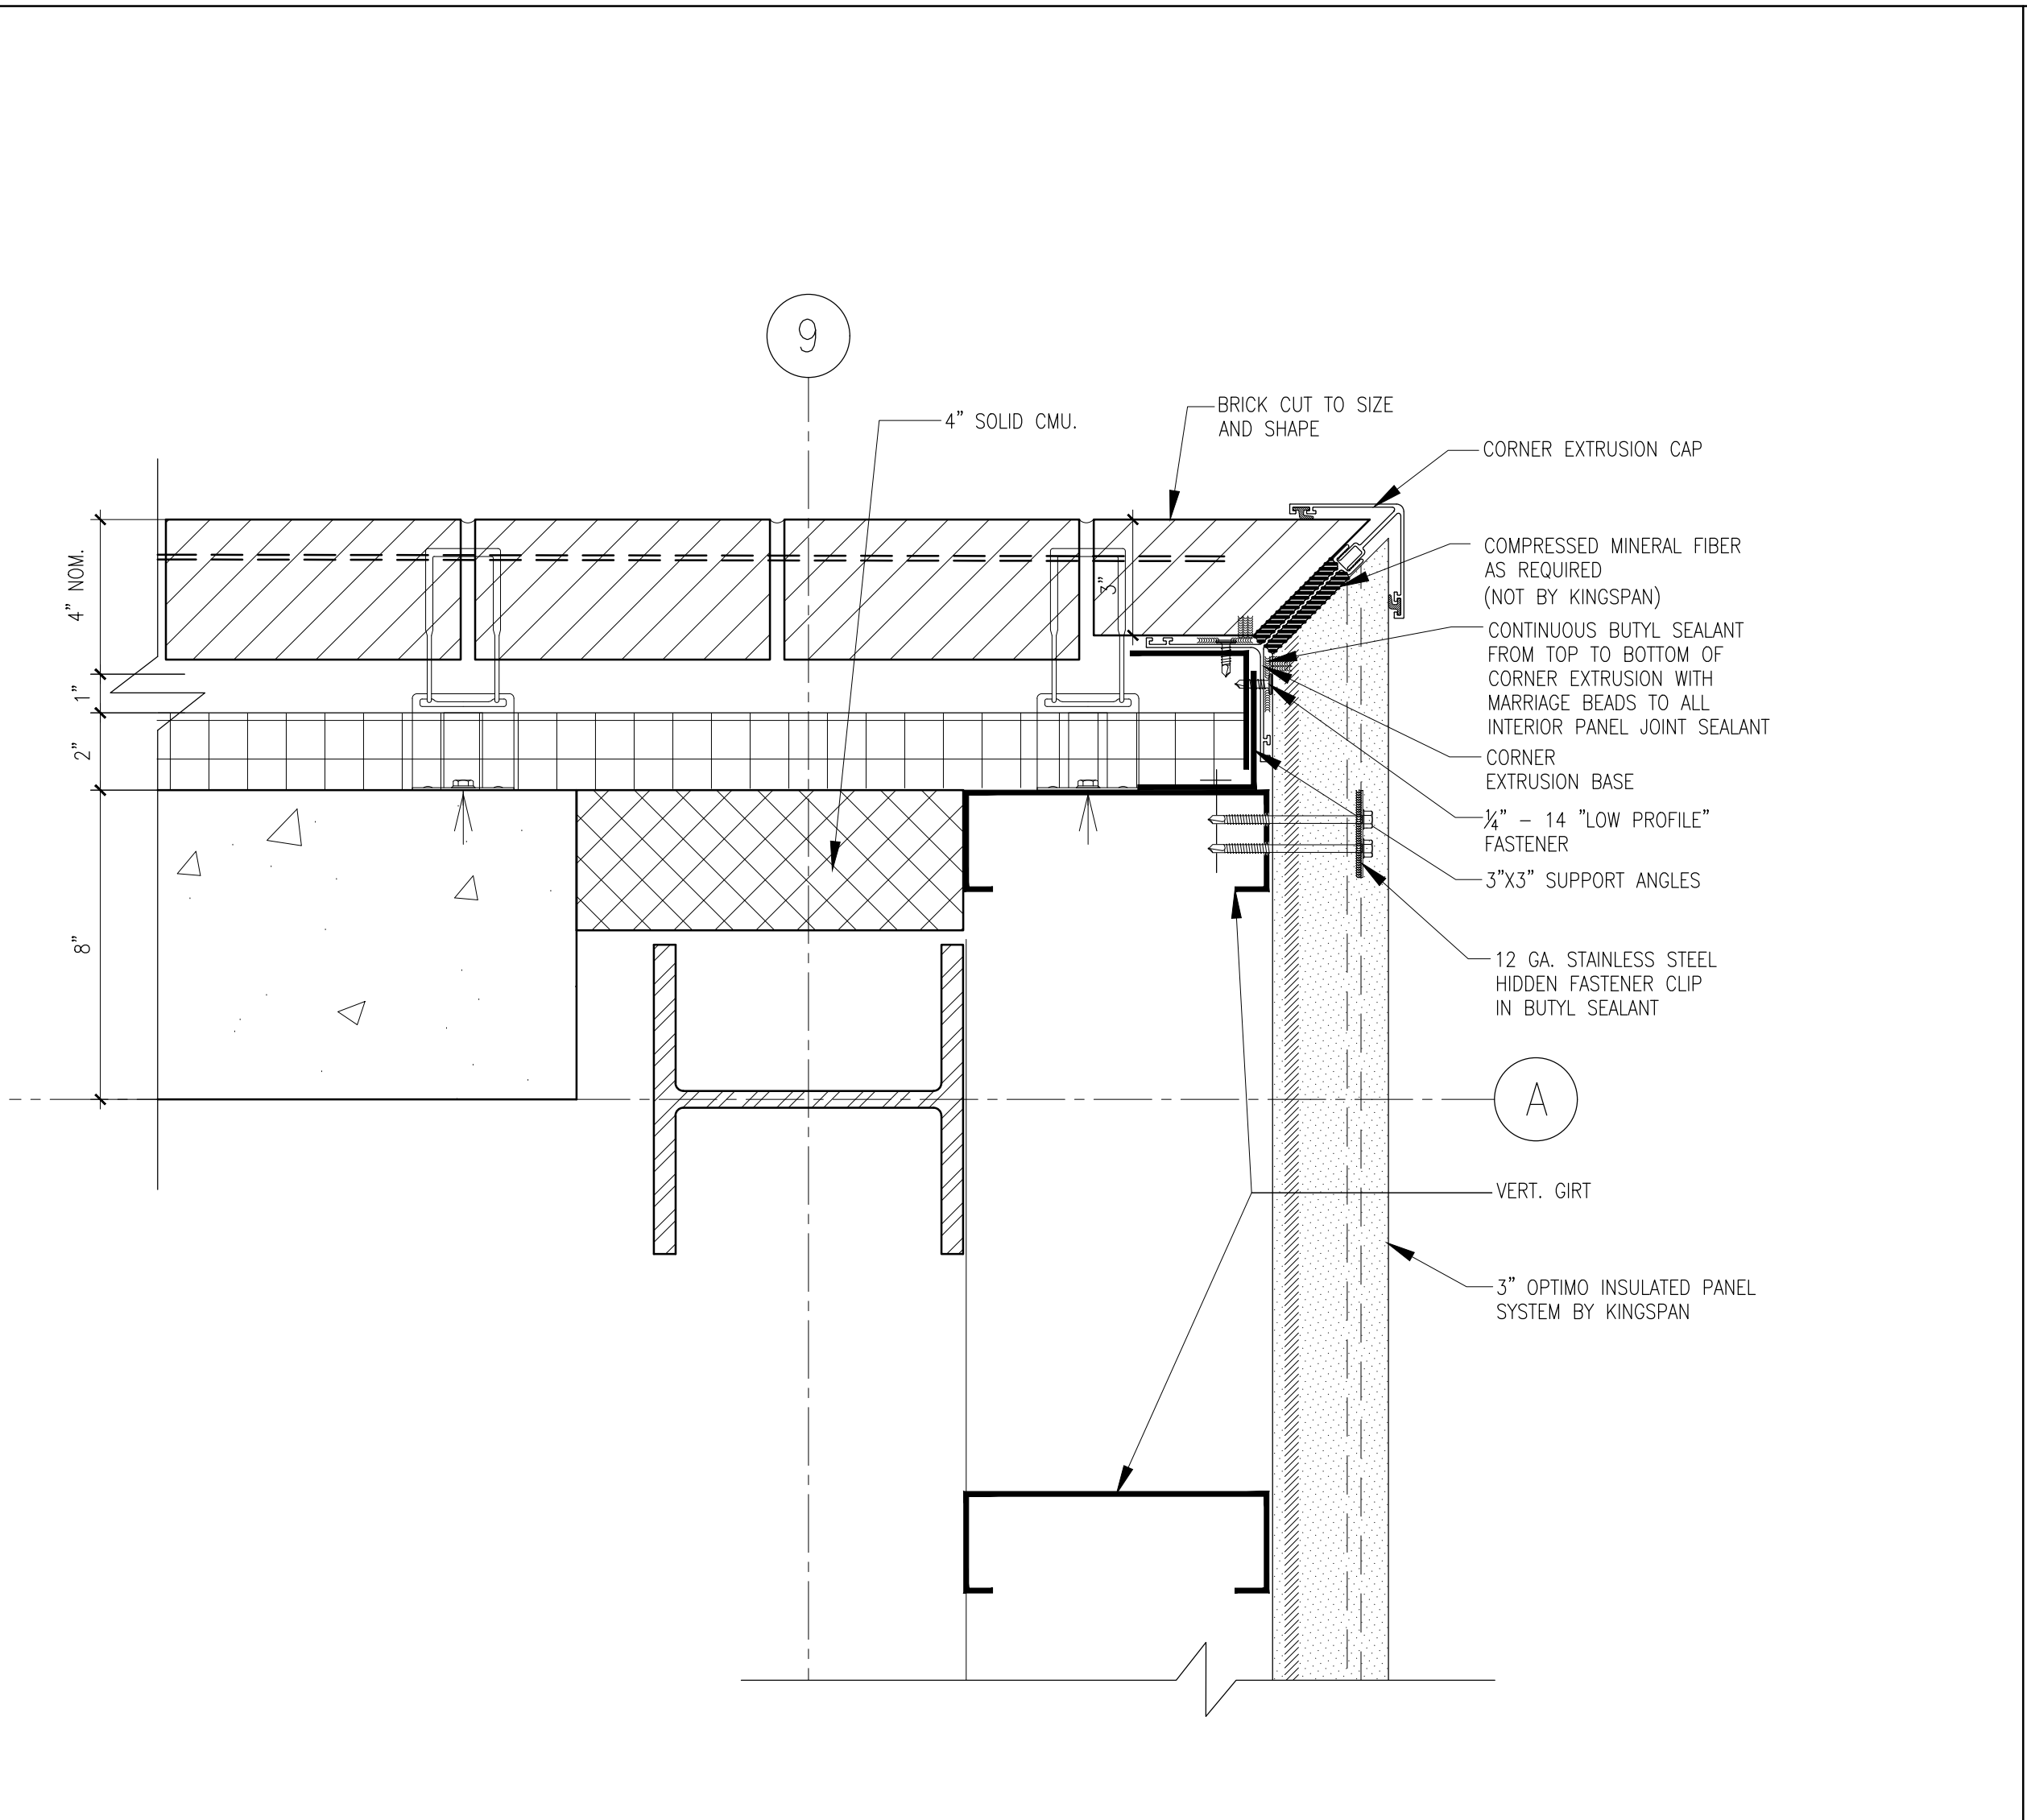 9
4" SOLID CMU.
BRICK CUT TO SIZE
AND SHAPE
CORNER EXTRUSION CAP
4" NOM.
1"
2"
8"
3"
COMPRESSED MINERAL FIBER
AS REQUIRED
(NOT BY KINGSPAN)
CONTINUOUS BUTYL SEALANT
FROM TOP TO BOTTOM OF
CORNER EXTRUSION WITH
MARRIAGE BEADS TO ALL
INTERIOR PANEL JOINT SEALANT
CORNER
EXTRUSION BASE
1/4" - 14 "LOW PROFILE"
FASTENER
3"X3" SUPPORT ANGLES
12 GA. STAINLESS STEEL
HIDDEN FASTENER CLIP
IN BUTYL SEALANT
A
VERT. GIRT
3" OPTIMO INSULATED PANEL
SYSTEM BY KINGSPAN